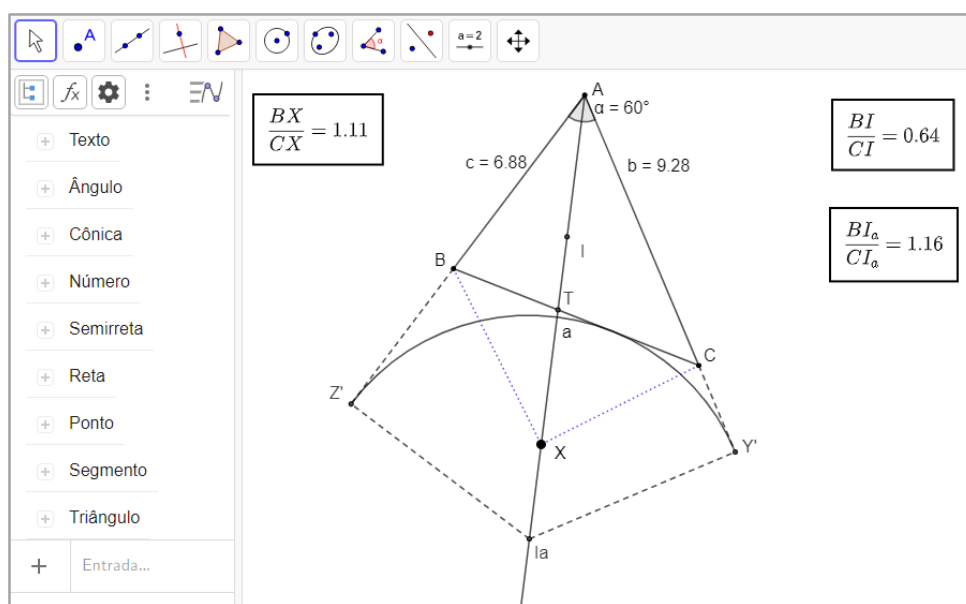 A
a=2
fx
Texto
Ângulo
Cônica
Número
Semirreta
Reta
Ponto
Segmento
Triângulo
Entrada...
BX/CX = 1.11
BI/CI = 0.64
BIₐ/CIₐ = 1.16
A
α = 60°
c = 6.88
b = 9.28
B
I
T
a
C
Z'
X
Y'
Ia